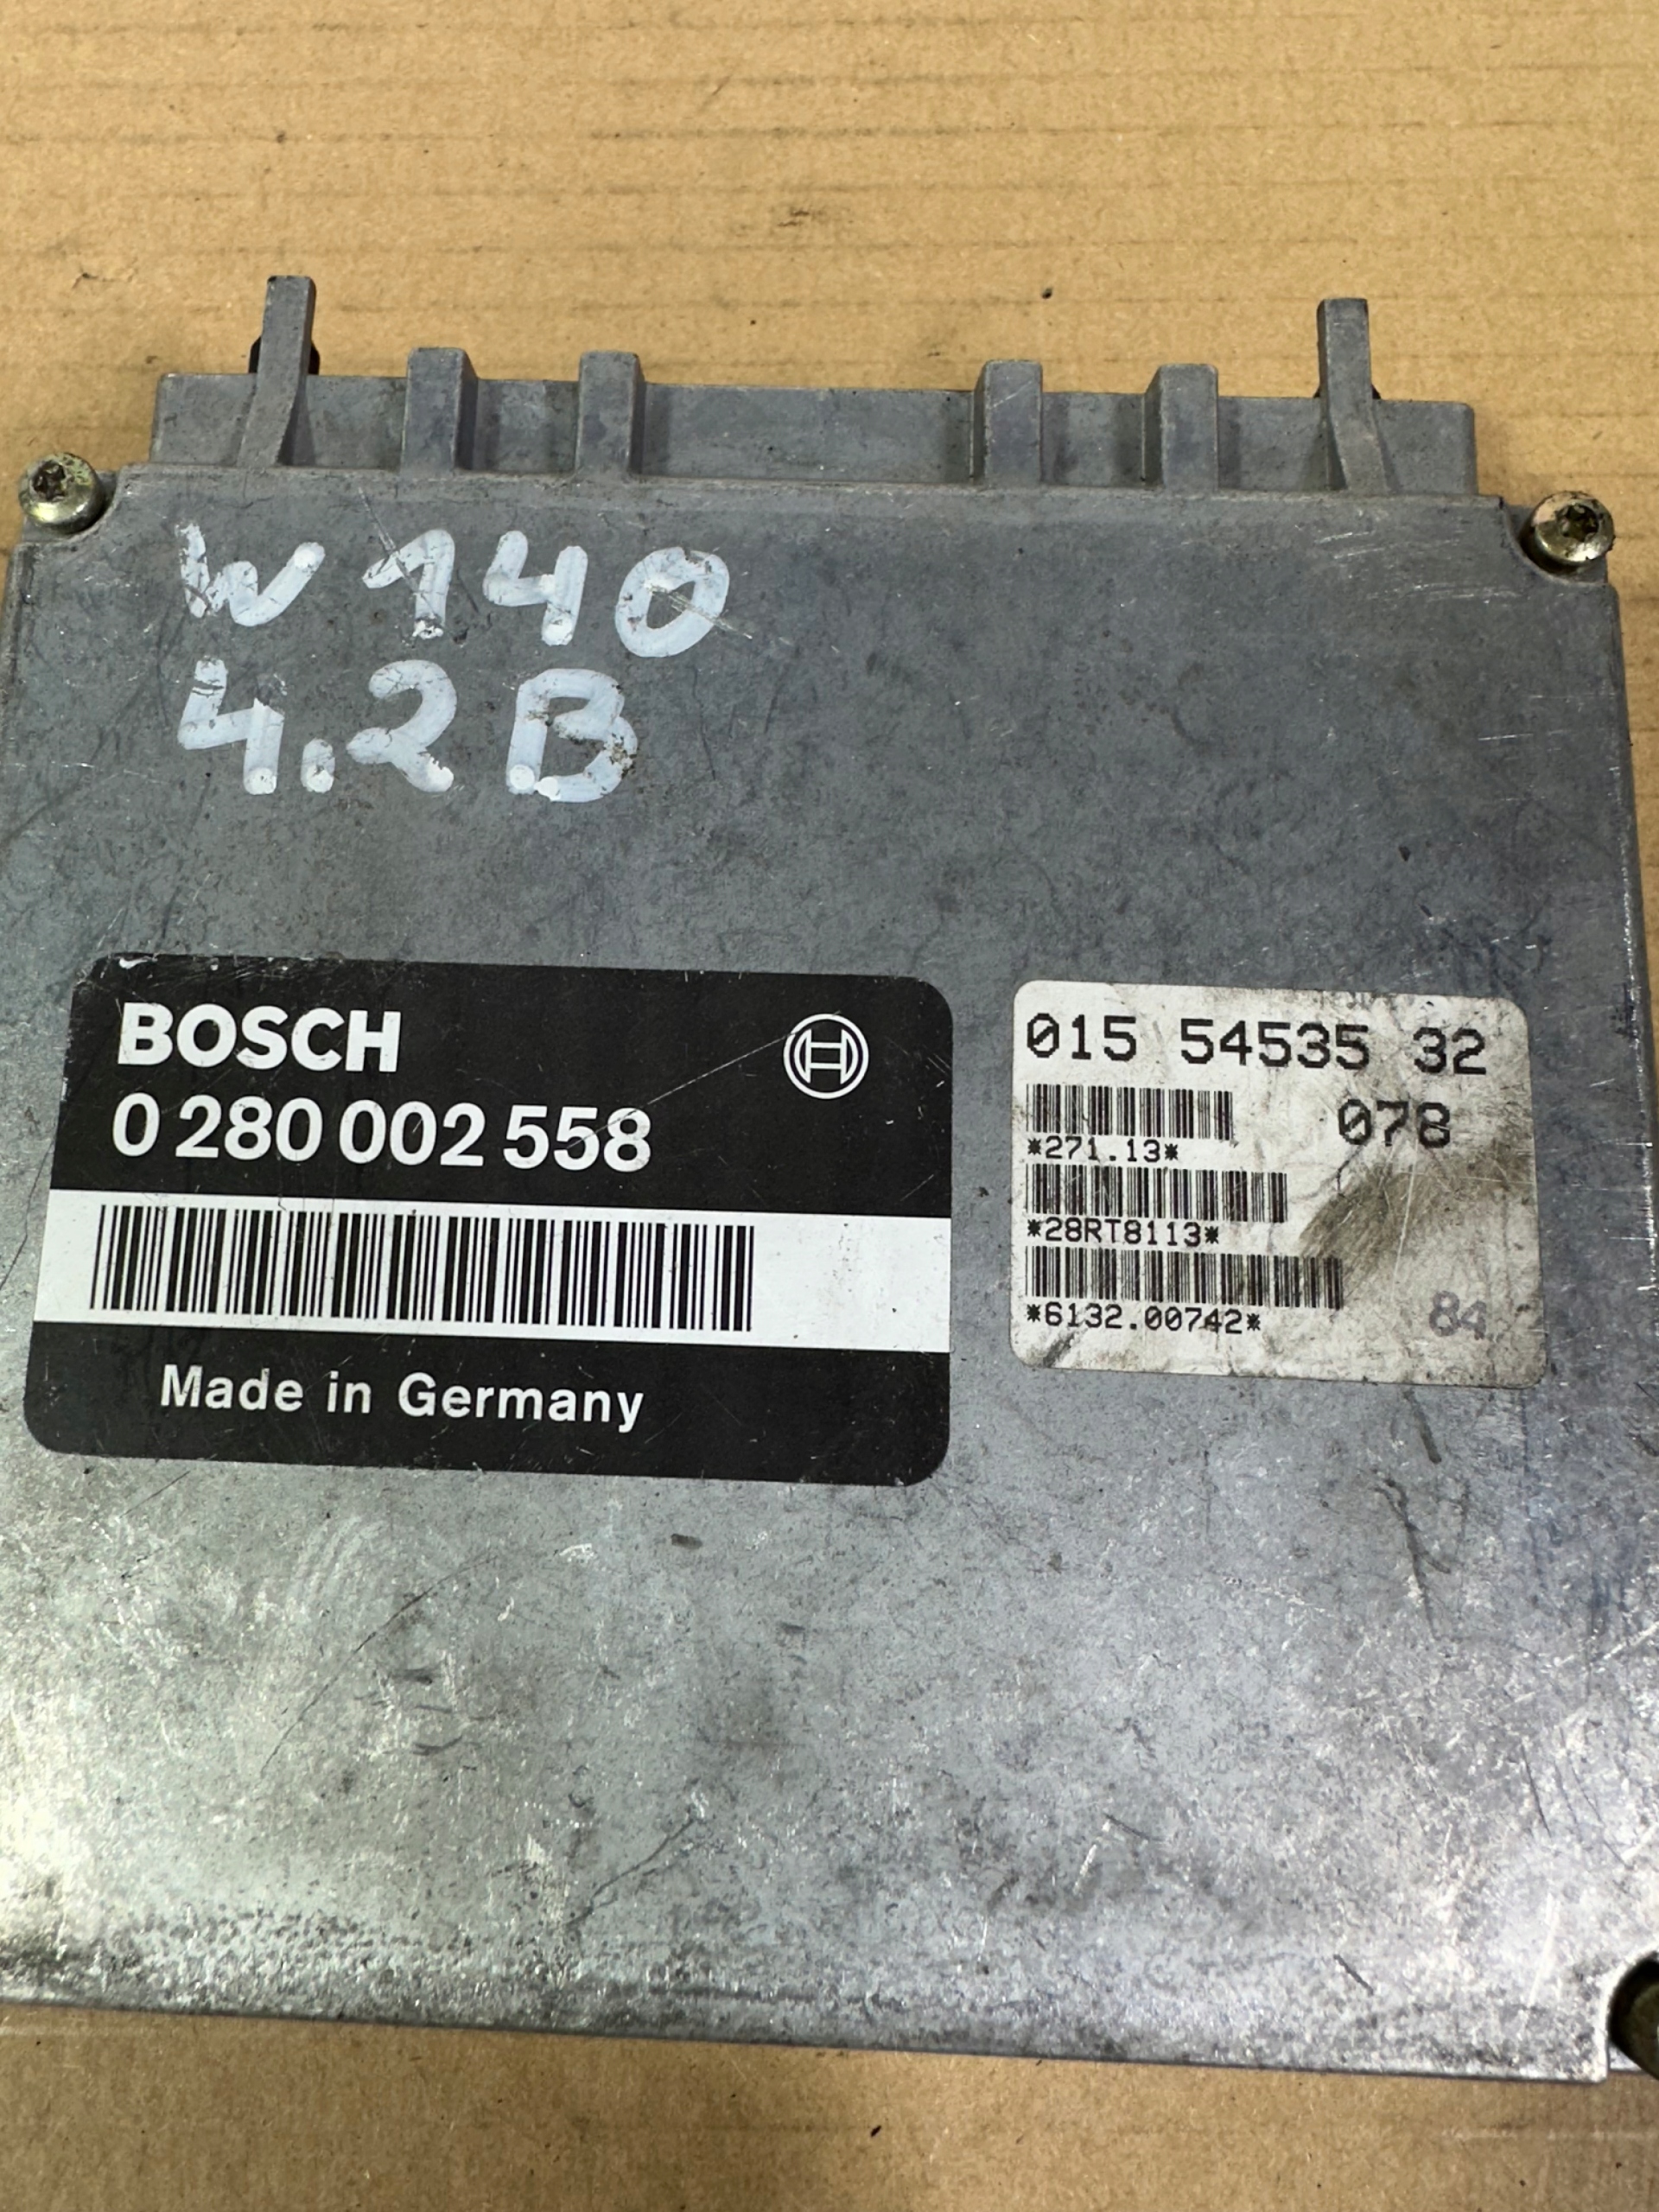 W140
4.2B
BOSCH
0 280 002 558
Made in Germany
015 54535 32
078
*271.13*
*28RT8113*
*6132.00742*
84